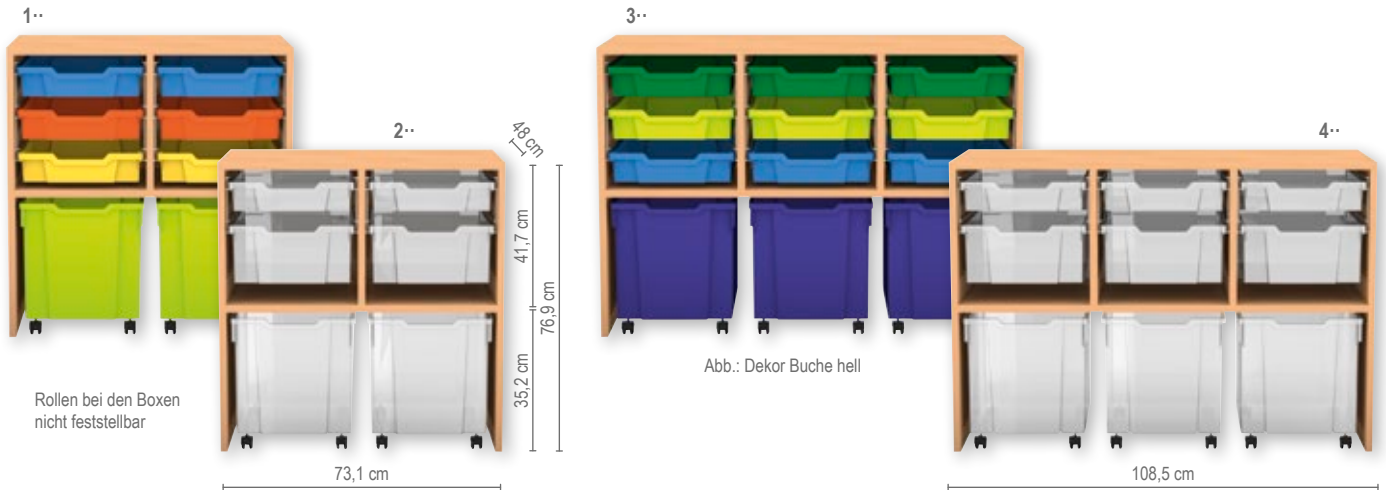 1··
3··
2··
4··
48 cm
41,7 cm
76,9 cm
35,2 cm
Abb.: Dekor Buche hell
Rollen bei den Boxen
nicht feststellbar
73,1 cm
108,5 cm